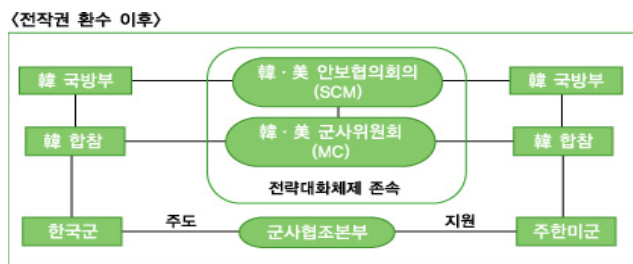 <전작권 환수 이후>
韓 국방부
韓 · 美 안보협의회의
(SCM)
韓 국방부
韓 합참
韓 · 美 군사위원회
(MC)
韓 합참
전략대화체제 존속
한국군
주도
군사협조본부
지원
주한미군